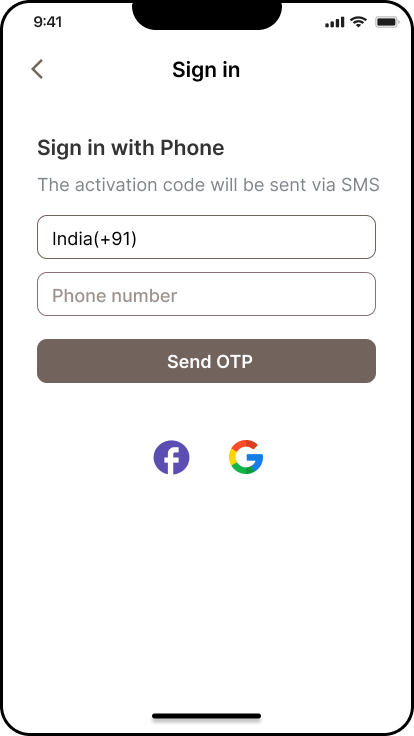 9:41
Sign in
Sign in with Phone
The activation code will be sent via SMS
India(+91)
Phone number
Send OTP